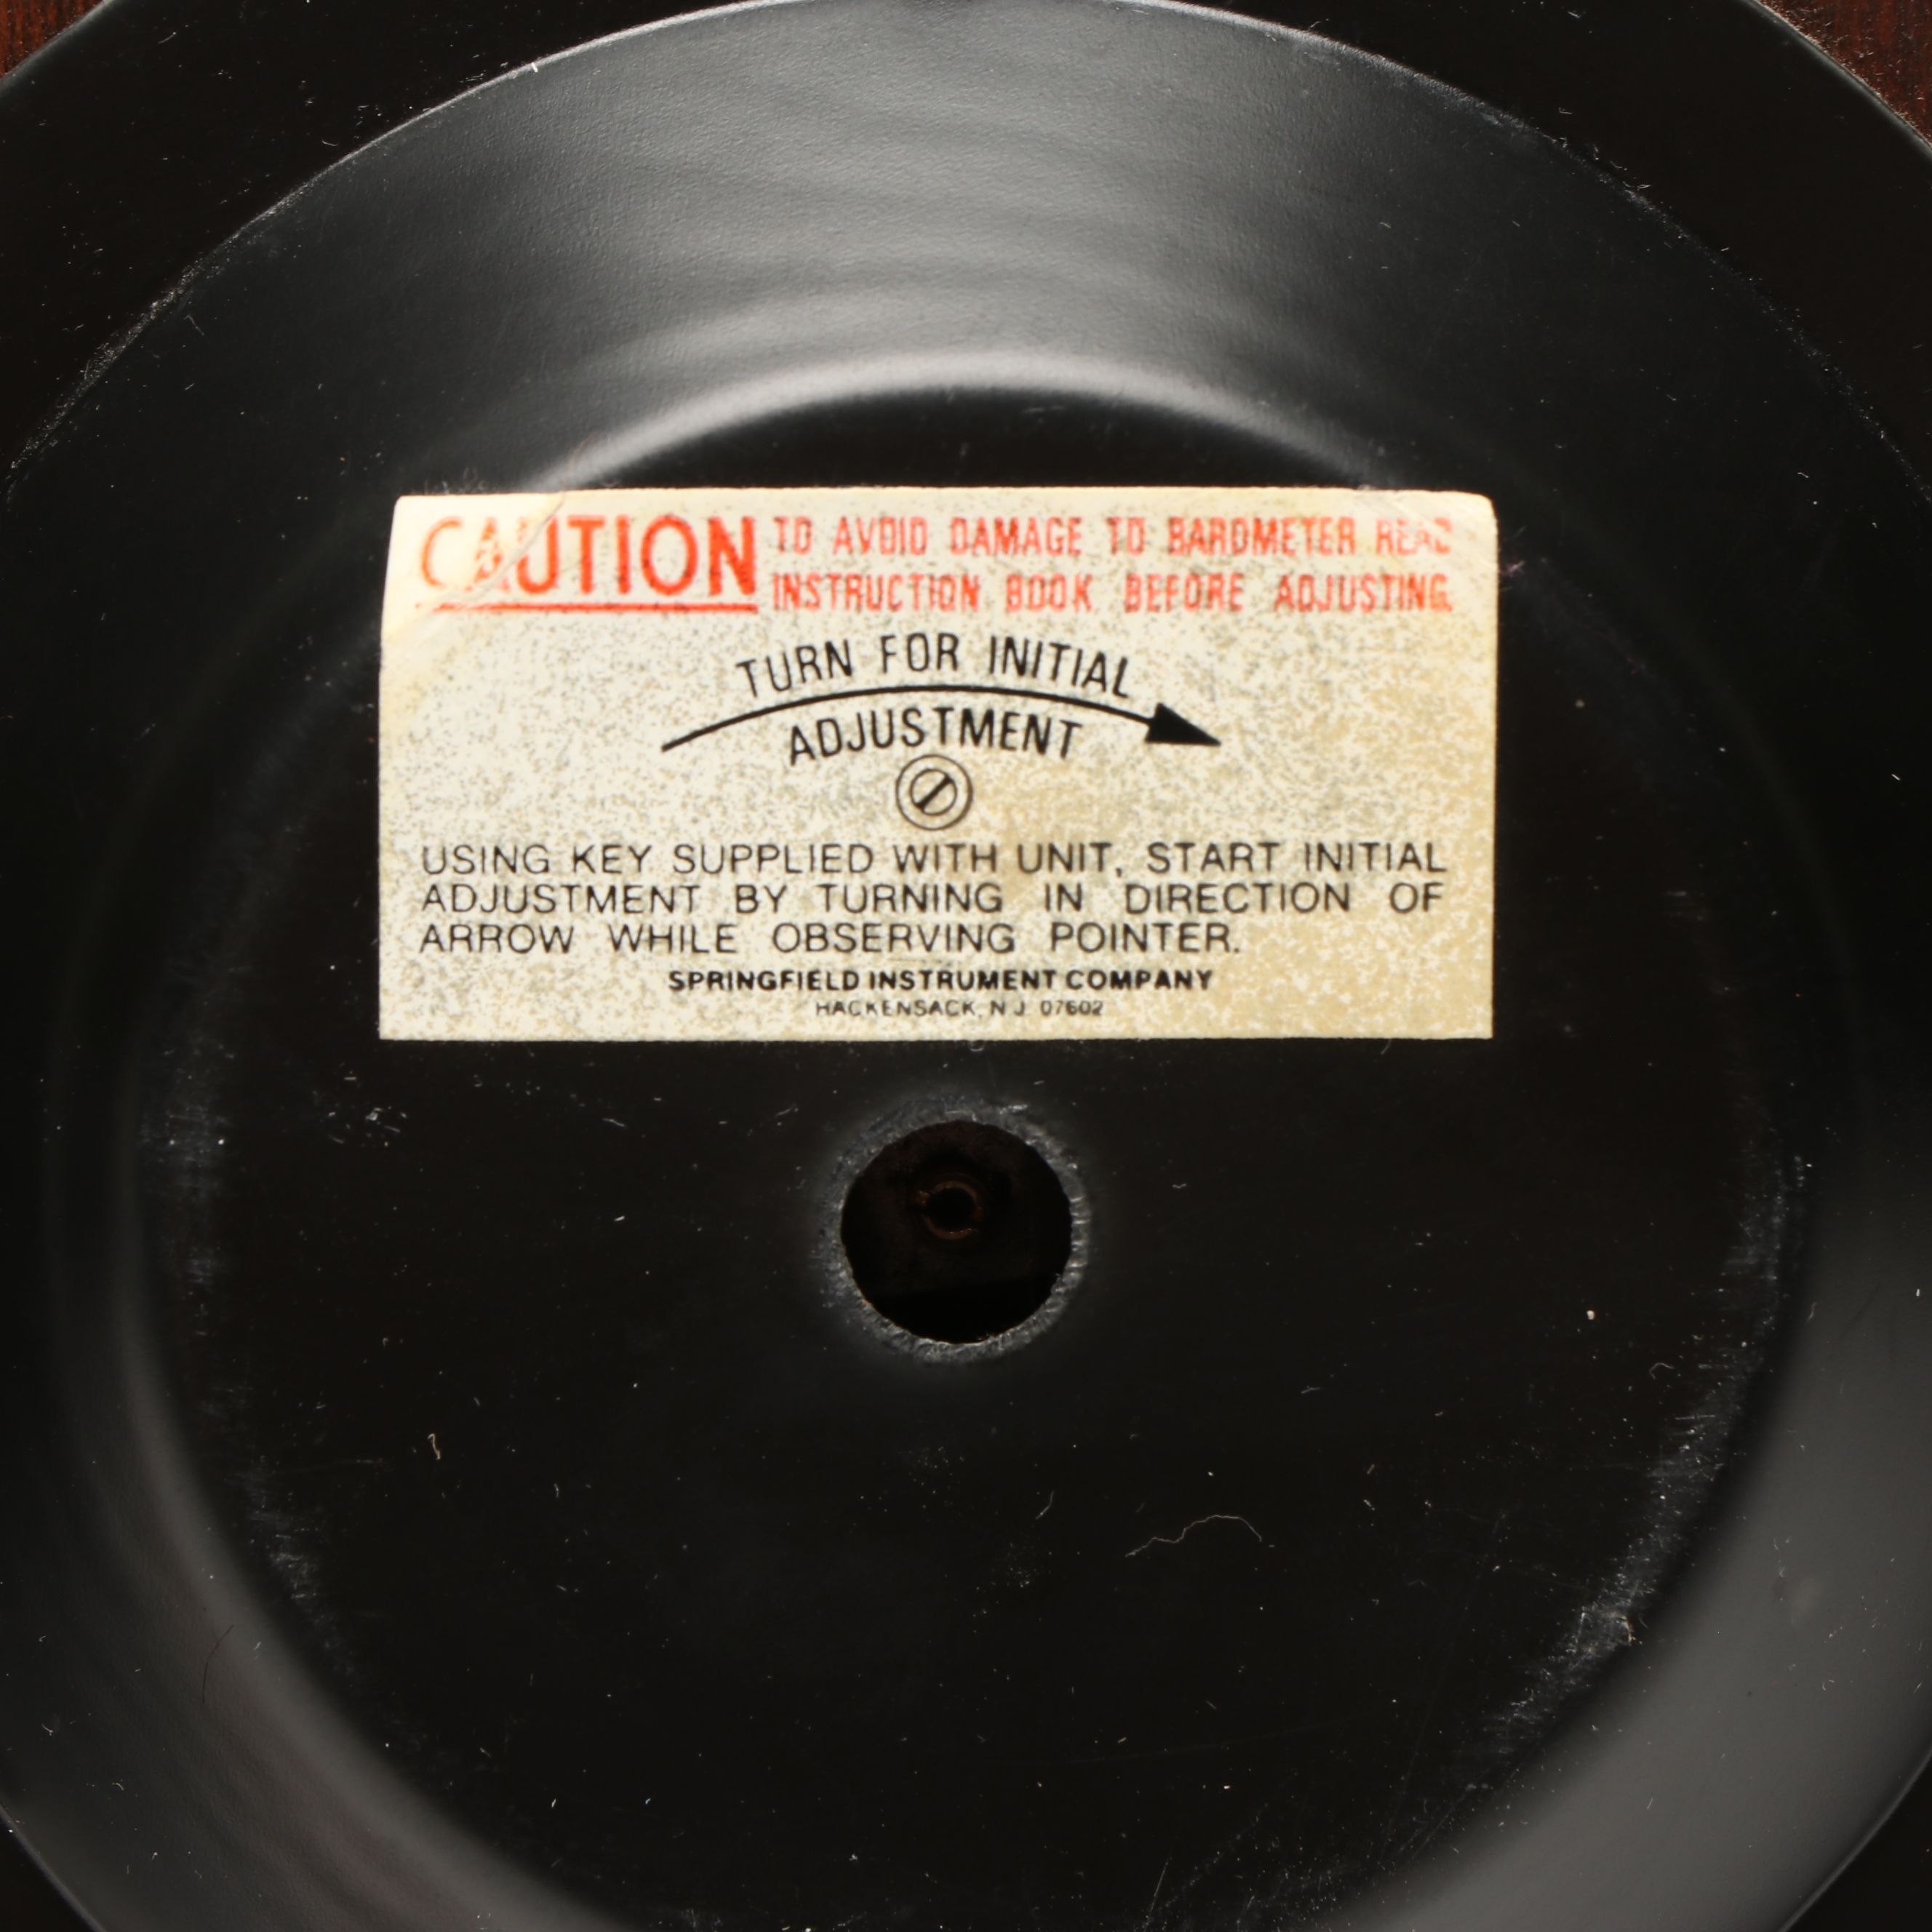 CAUTION TO AVOID DAMAGE TO BAROMETER READ
INSTRUCTION BOOK BEFORE ADJUSTING.
TURN FOR INITIAL
ADJUSTMENT
USING KEY SUPPLIED WITH UNIT, START INITIAL
ADJUSTMENT BY TURNING IN DIRECTION OF
ARROW WHILE OBSERVING POINTER.
SPRINGFIELD INSTRUMENT COMPANY
HACKENSACK, N J 07602